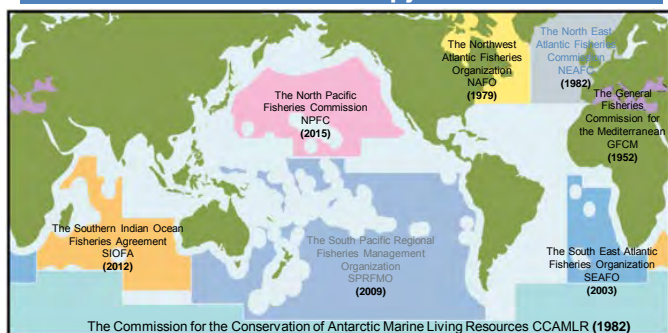 The Northwest
Atlantic Fisheries
Organization
NAFO
(1979)
The North East
Atlantic Fisheries
Commission
NEAFC
(1982)
The North Pacific
Fisheries Commission
NPFC
(2015)
The General
Fisheries
Commission for
the Mediterranean
GFCM
(1952)
The Southern Indian Ocean
Fisheries Agreement
SIOFA
(2012)
The South Pacific Regional
Fisheries Management
Organization
SPRFMO
(2009)
The South East Atlantic
Fisheries Organization
SEAFO
(2003)
The Commission for the Conservation of Antarctic Marine Living Resources CCAMLR (1982)